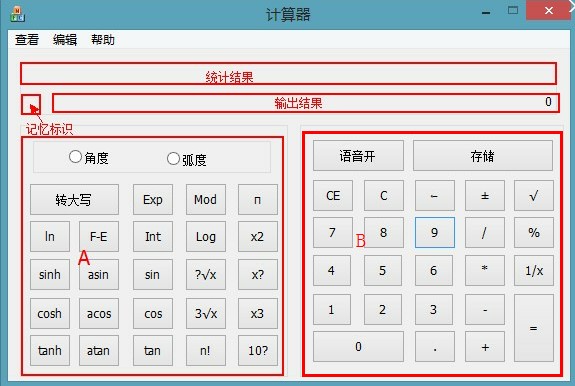 计算器
查看 编辑 帮助
统计结果
输出结果 0
记忆标识
角度 弧度 语音开 存储
转大写 Exp Mod п CE C ← ± √
ln F-E Int Log x2 7 8 9 / %
A B
sinh asin sin ?√x x? 4 5 6 * 1/x
cosh acos cos 3√x x3 1 2 3 - =
tanh atan tan n! 10? 0 . +